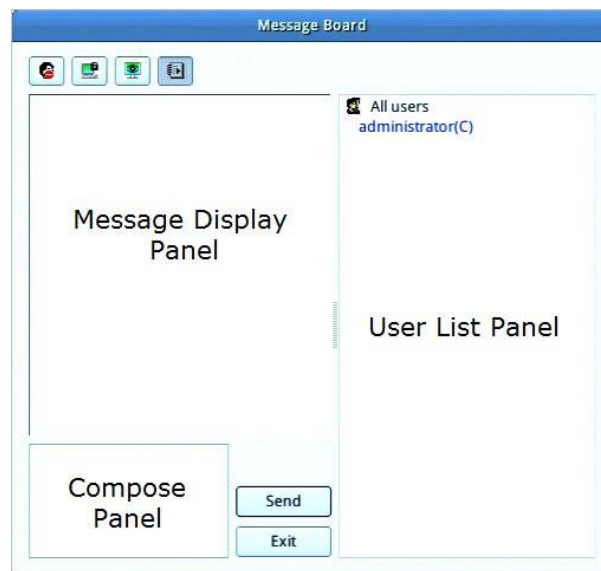 Message Board
All users
administrator(C)
Message Display
Panel
User List Panel
Compose
Panel
Send
Exit